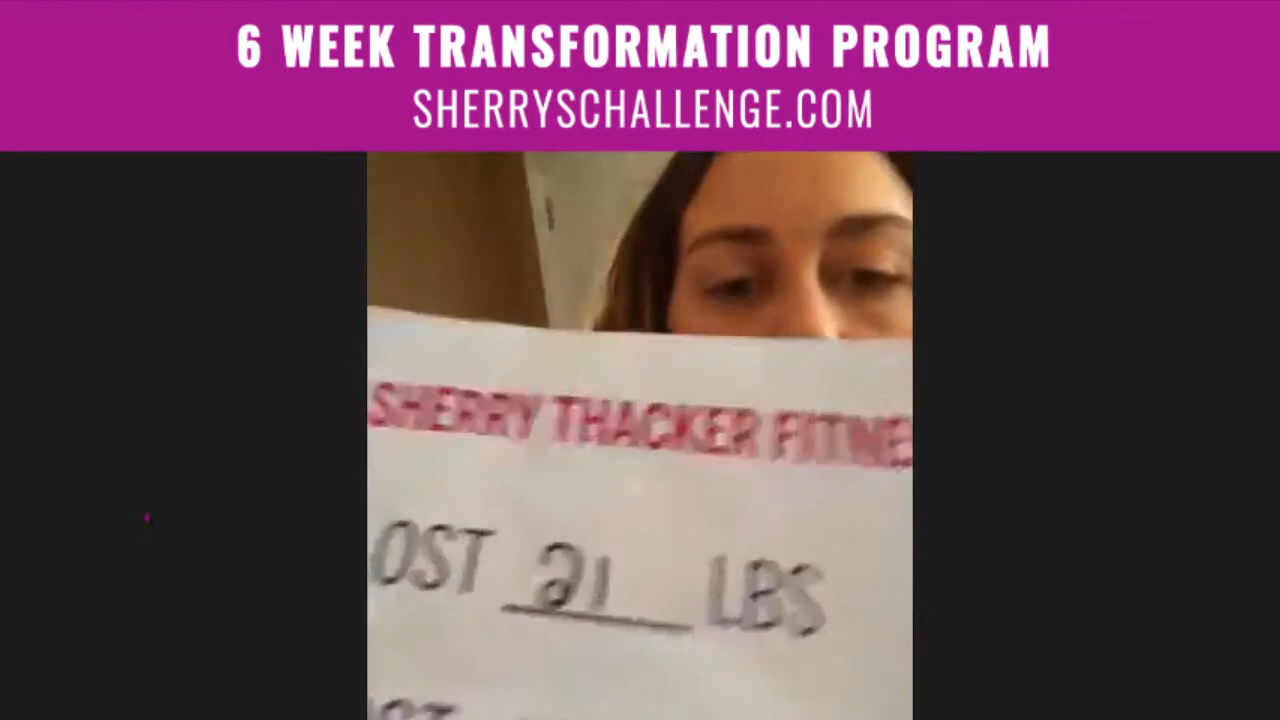 6 WEEK TRANSFORMATION PROGRAM
SHERRYSCHALLENGE.COM
SHERRY THACKER FITNE
OST 21 LBS